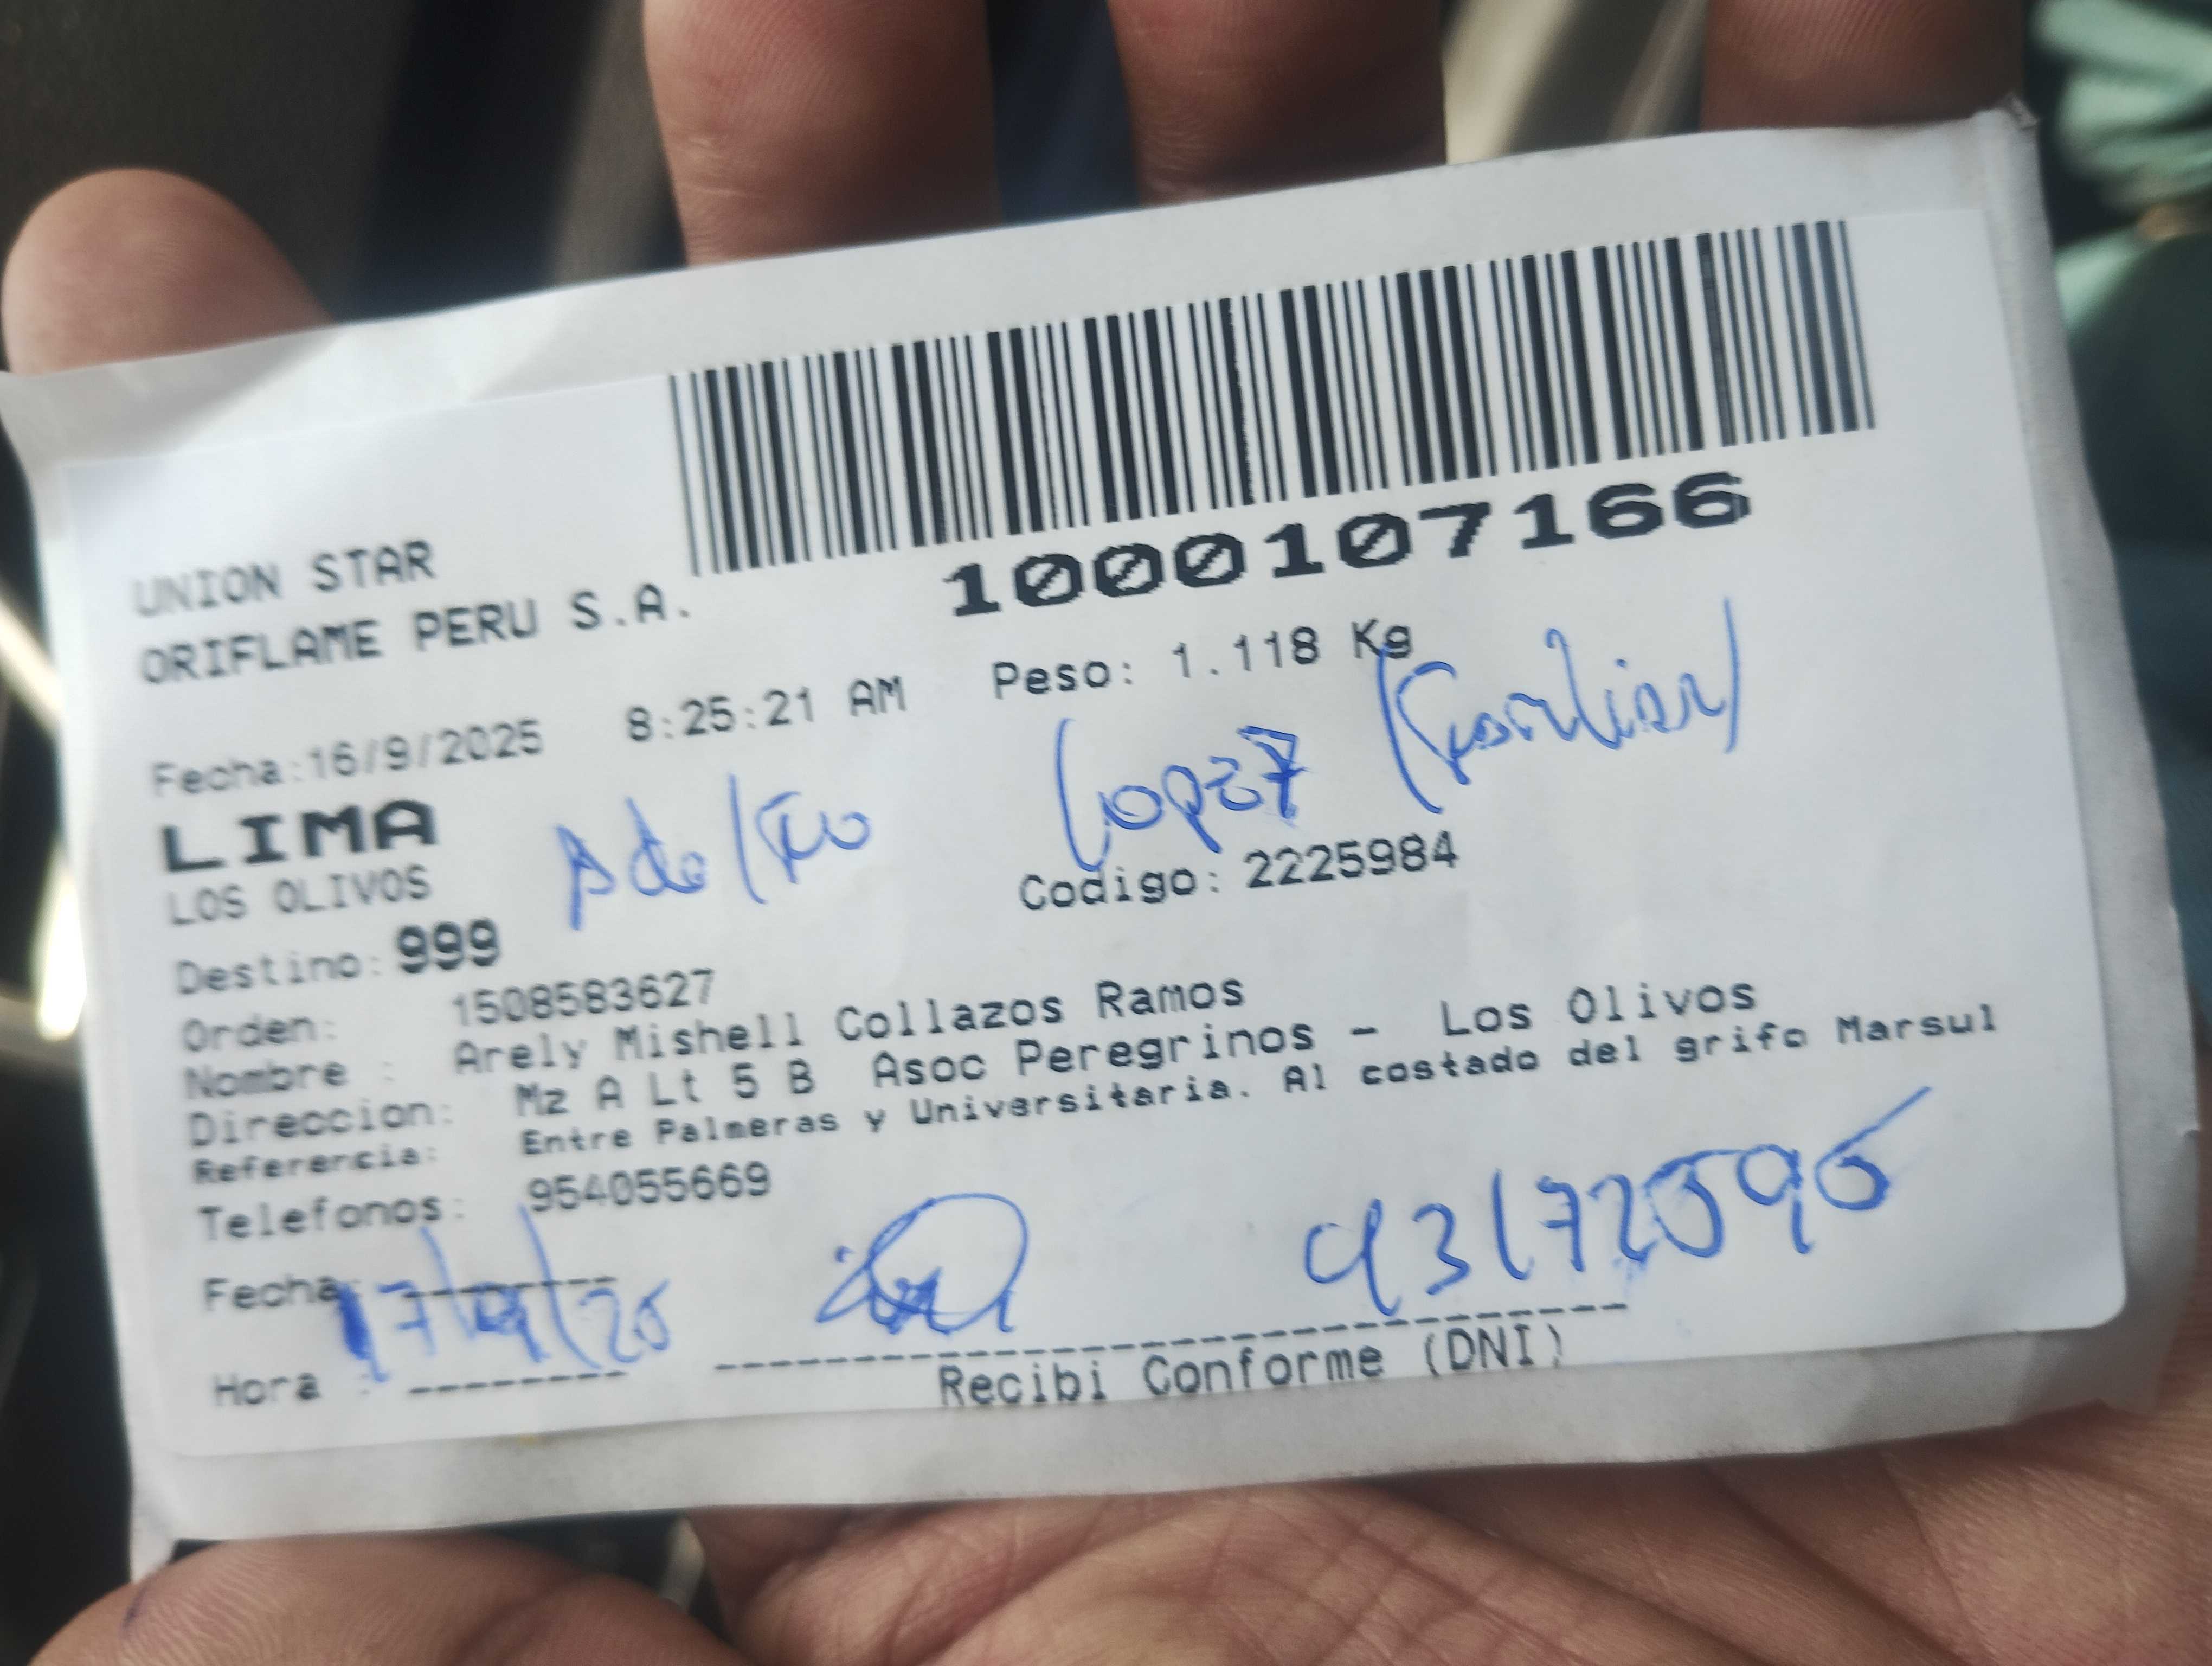 UNION STAR
ORIFLAME PERU S.A.
1000107166
Fecha:16/9/2025 8:25:21 AM Peso: 1.118 Kg
LIMA
Adolfo Lopez (Familiar)
LOS OLIVOS
Destino: 999 Codigo: 2225984
Orden: 1508583627
Nombre : Arely Mishell Collazos Ramos
Direccion: Mz A Lt 5 B Asoc Peregrinos - Los Olivos
Referencia: Entre Palmeras y Universitaria. Al costado del grifo Marsul
Telefonos: 954055669
Fecha: 17/9/25
Hora :
Recibi Conforme (DNI)